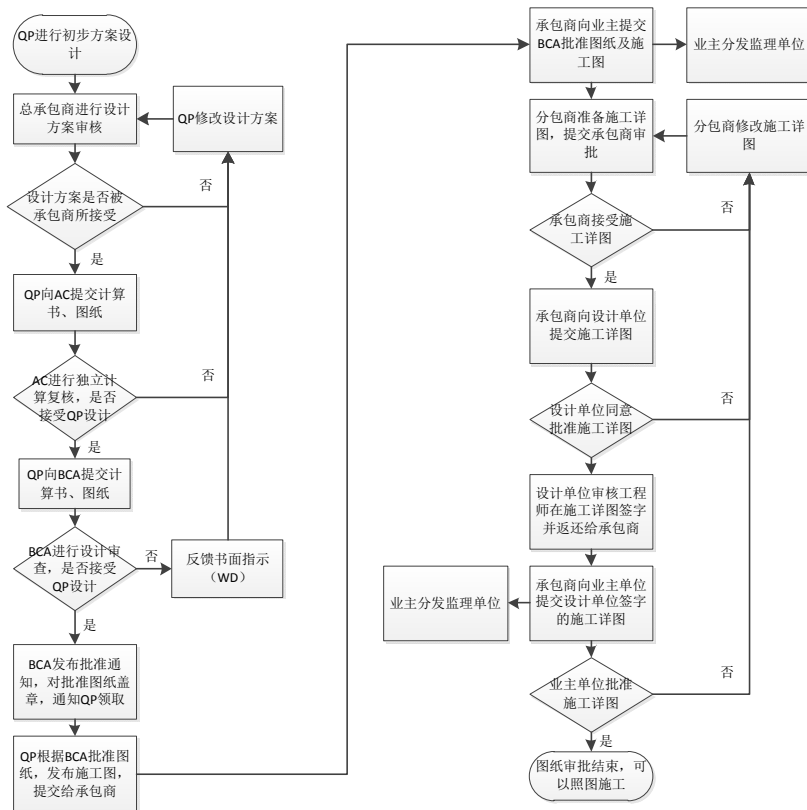 QP进行初步方案设
计
总承包商进行设计
方案审核
QP修改设计方案
否
设计方案是否被
承包商所接受
是
QP向AC提交计算
书、图纸
否
AC进行独立计算
复核，是否
接受QP设计
是
QP向BCA提交计
算书、图纸
BCA进行设计审
查，是否接受
QP设计
否
反馈书面指示
（WD）
是
BCA发布批准通
知，对批准图纸盖
章，通知QP领取
QP根据BCA批准图
纸，发布施工图，
提交给承包商
承包商向业主提交
BCA批准图纸及施
工图
业主分发监理单位
分包商准备施工详
图，提交承包商审
批
分包商修改施工详
图
否
承包商接受施
工详图
是
承包商向设计单位
提交施工详图
否
设计单位同意
批准施工详图
设计单位审核工程
师在施工详图签字
并返还给承包商
承包商向业主单位
提交设计单位签字
的施工详图
业主分发监理单位
否
业主单位批准
施工详图
是
图纸审批结束，可
以照图施工